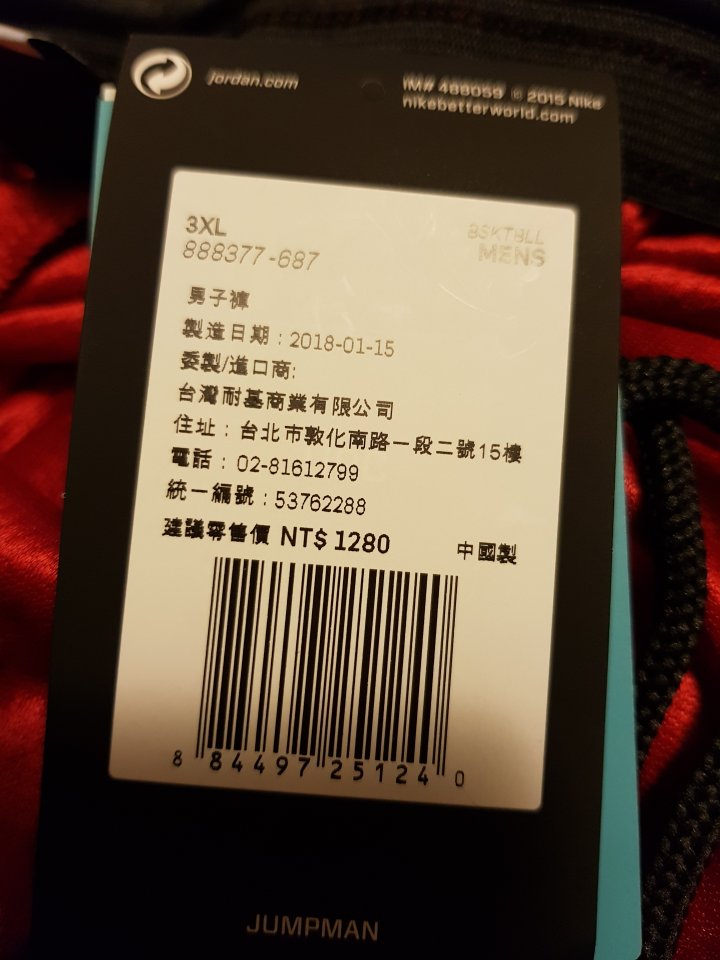 jordan.com
IM# 488059 © 2015 Nike
nikebetterworld.com
3XL
888377-687
BSKTBLL
MENS
男子褲
製造日期：2018-01-15
委製/進口商:
台灣耐基商業有限公司
住址：台北市敦化南路一段二號15樓
電話：02-81612799
統一編號：53762288
建議零售價 NT$ 1280 中國製
8 84497 25124 0
JUMPMAN